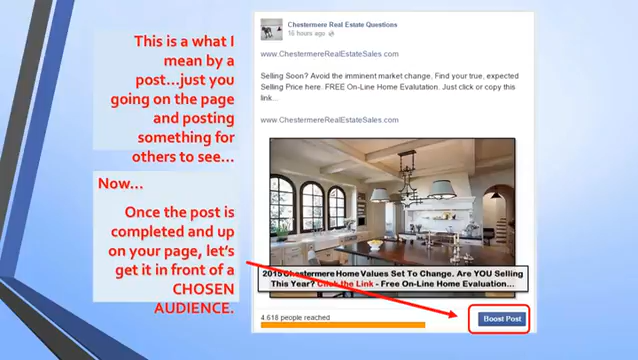 This is a what I
mean by a
post...just you
going on the page
and posting
something for
others to see...
Now...
Once the post is
completed and up
on your page, let's
get it in front of a
CHOSEN
AUDIENCE.
Chestermere Real Estate Questions
16 hours ago
www.ChestermereRealEstateSales.com
Selling Soon? Avoid the imminent market change, Find your true, expected
Selling Price here. FREE On-Line Home Evalutation. Just click or copy this
link...
www.ChestermereRealEstateSales.com
2015 Chestermere Home Values Set To Change. Are YOU Selling
This Year? Click the Link - Free On-Line Home Evaluation...
4,618 people reached
Boost Post